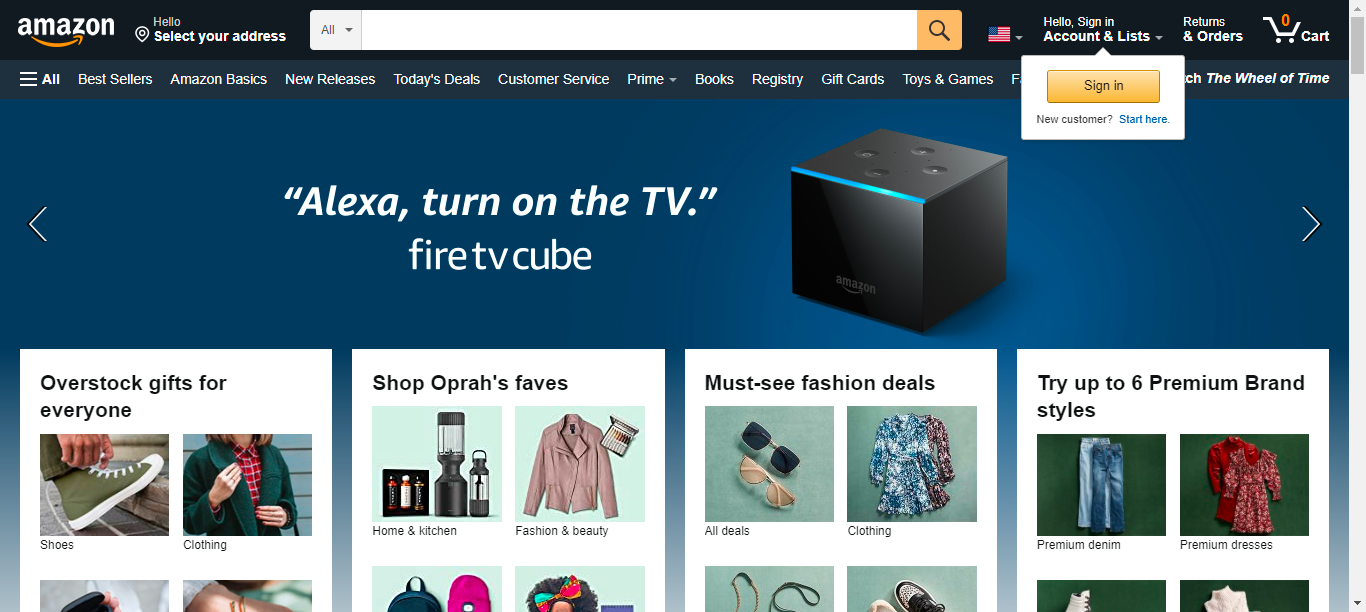 amazon
Hello
Select your address
All
Hello, Sign in
Account & Lists
Returns
& Orders
0
Cart
All
Best Sellers
Amazon Basics
New Releases
Today's Deals
Customer Service
Prime
Books
Registry
Gift Cards
Toys & Games
The Wheel of Time
Sign in
New customer? Start here.
“Alexa, turn on the TV.”
fire tv cube
amazon
Overstock gifts for
everyone
Shop Oprah's faves
Must-see fashion deals
Try up to 6 Premium Brand
styles
Shoes
Clothing
Home & kitchen
Fashion & beauty
All deals
Clothing
Premium denim
Premium dresses